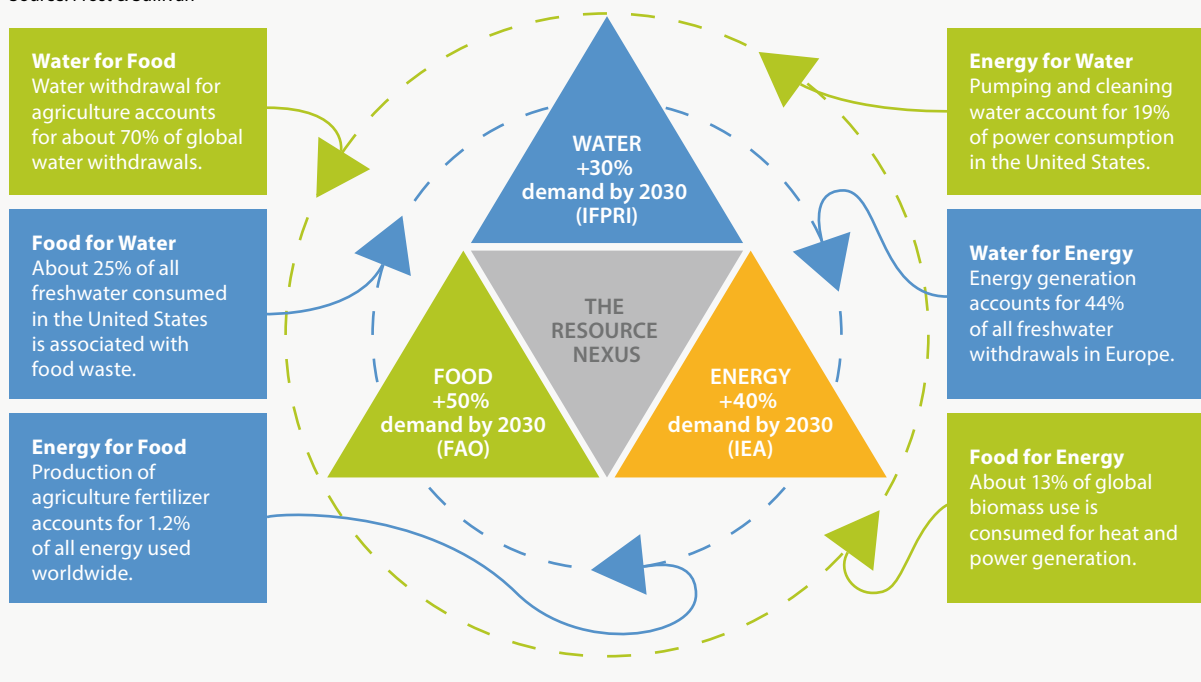 Source: Frost & Sullivan
Water for Food
Water withdrawal for
agriculture accounts
for about 70% of global
water withdrawals.
Food for Water
About 25% of all
freshwater consumed
in the United States
is associated with
food waste.
Energy for Food
Production of
agriculture fertilizer
accounts for 1.2%
of all energy used
worldwide.
WATER
+30%
demand by 2030
(IFPRI)
THE
RESOURCE
NEXUS
FOOD
+50%
demand by 2030
(FAO)
ENERGY
+40%
demand by 2030
(IEA)
Energy for Water
Pumping and cleaning
water account for 19%
of power consumption
in the United States.
Water for Energy
Energy generation
accounts for 44%
of all freshwater
withdrawals in Europe.
Food for Energy
About 13% of global
biomass use is
consumed for heat and
power generation.